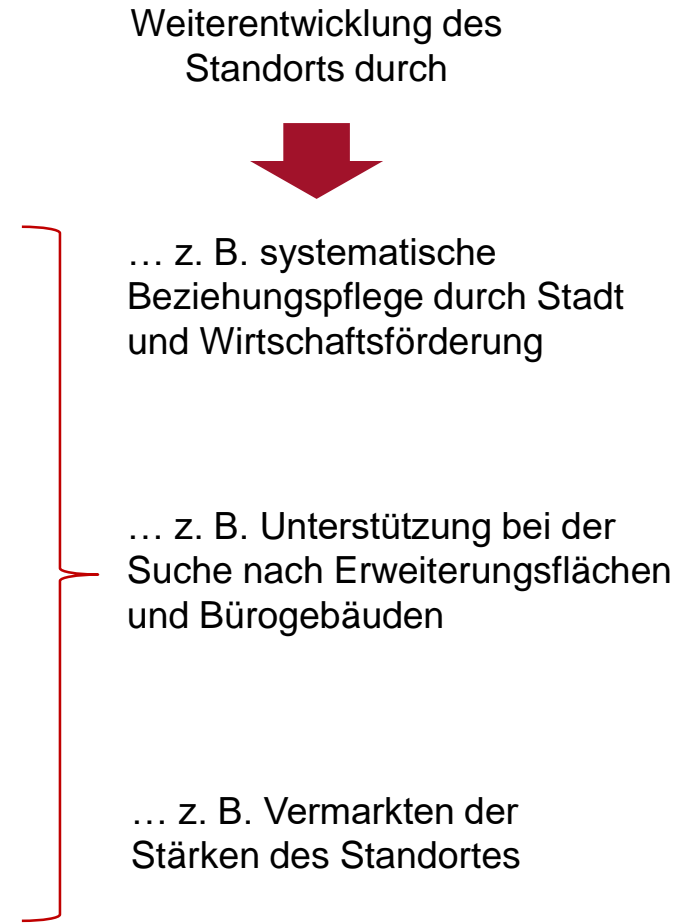 Weiterentwicklung des
Standorts durch
… z. B. systematische
Beziehungspflege durch Stadt
und Wirtschaftsförderung
… z. B. Unterstützung bei der
Suche nach Erweiterungsflächen
und Bürogebäuden
… z. B. Vermarkten der
Stärken des Standortes